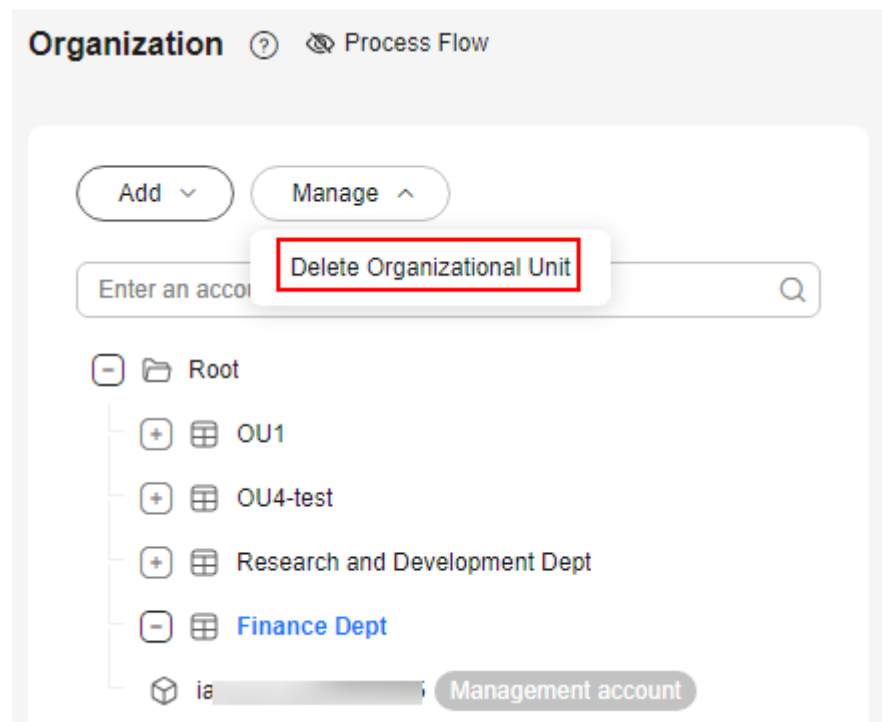 Organization Process Flow
Add Manage
Delete Organizational Unit
Enter an accou
Root
OU1
OU4-test
Research and Development Dept
Finance Dept
Management account